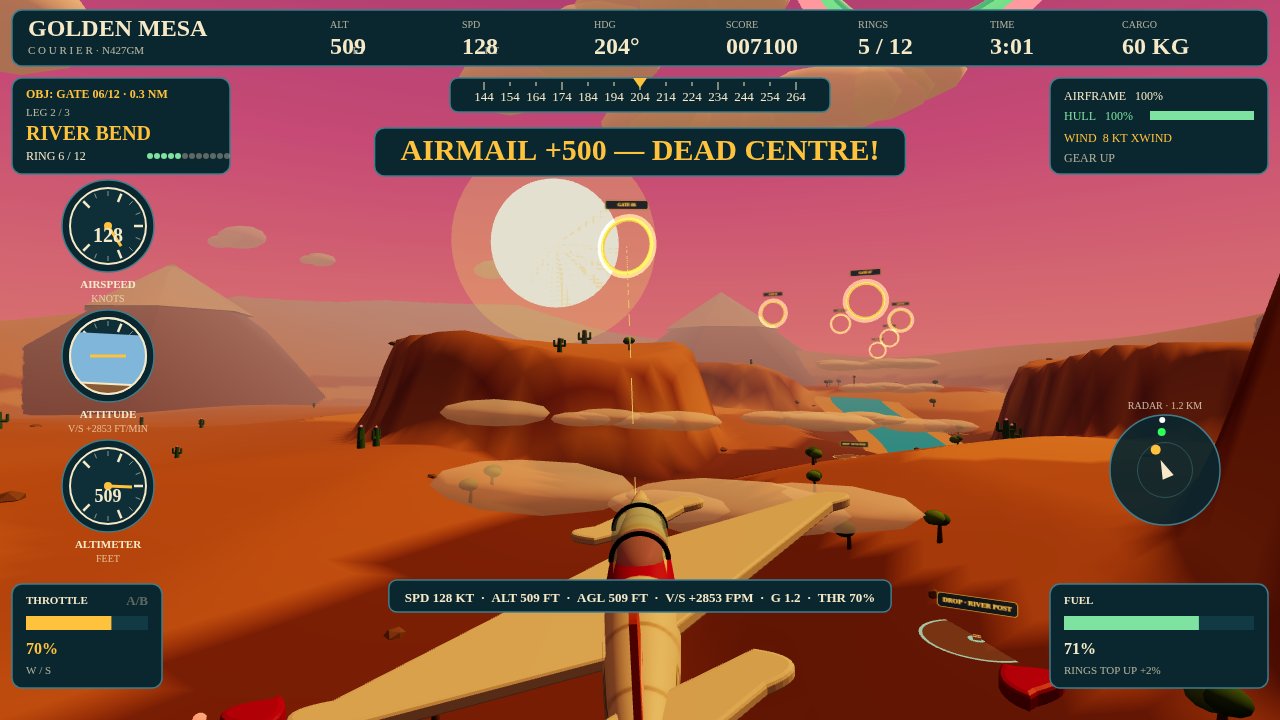 GOLDEN MESA
COURIER · N427GM
ALT
509
SPD
128
HDG
204°
SCORE
007100
RINGS
5 / 12
TIME
3:01
CARGO
60 KG
OBJ: GATE 06/12 · 0.3 NM
LEG 2 / 3
RIVER BEND
RING 6 / 12
144 154 164 174 184 194 204 214 224 234 244 254 264
AIRMAIL +500 — DEAD CENTRE!
AIRFRAME 100%
HULL 100%
WIND 8 KT XWIND
GEAR UP
GATE 06
128
AIRSPEED
KNOTS
ATTITUDE
V/S +2853 FT/MIN
509
ALTIMETER
FEET
RADAR · 1.2 KM
DROP · RIVER POST
SPD 128 KT · ALT 509 FT · AGL 509 FT · V/S +2853 FPM · G 1.2 · THR 70%
THROTTLE A/B
70%
W / S
FUEL
71%
RINGS TOP UP +2%